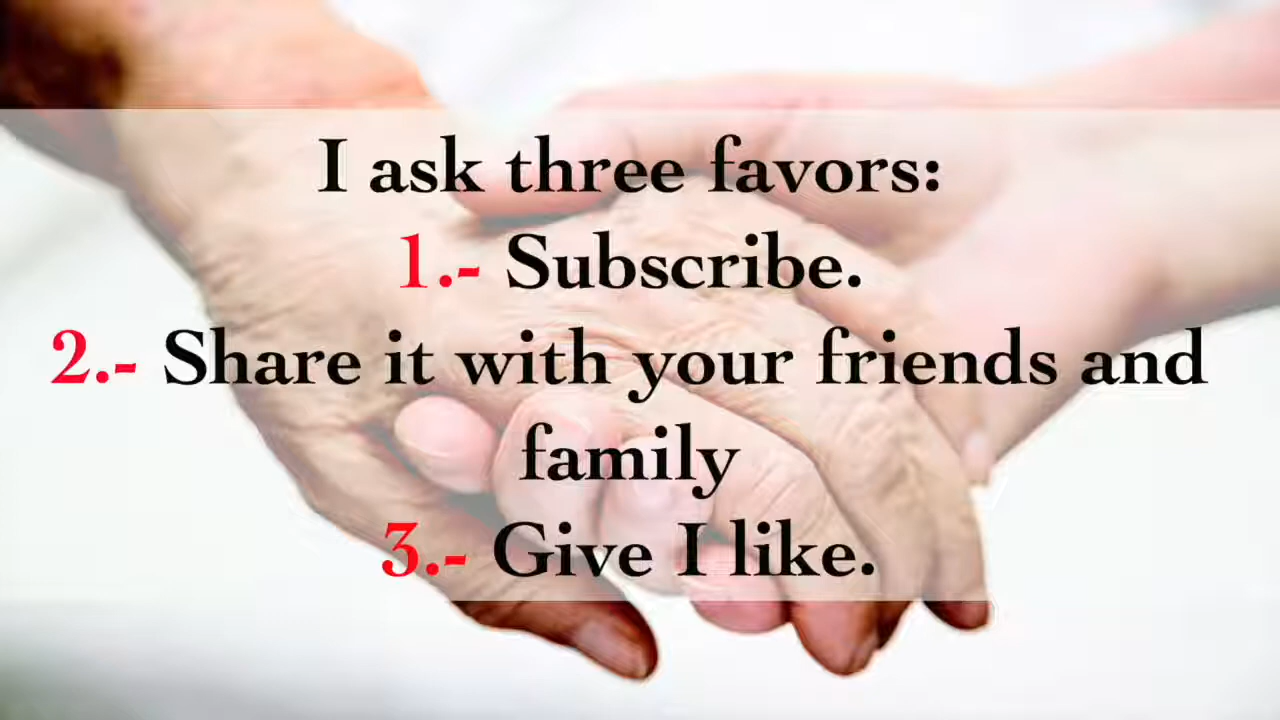 I ask three favors:
1.- Subscribe.
2.- Share it with your friends and
family
3.- Give I like.